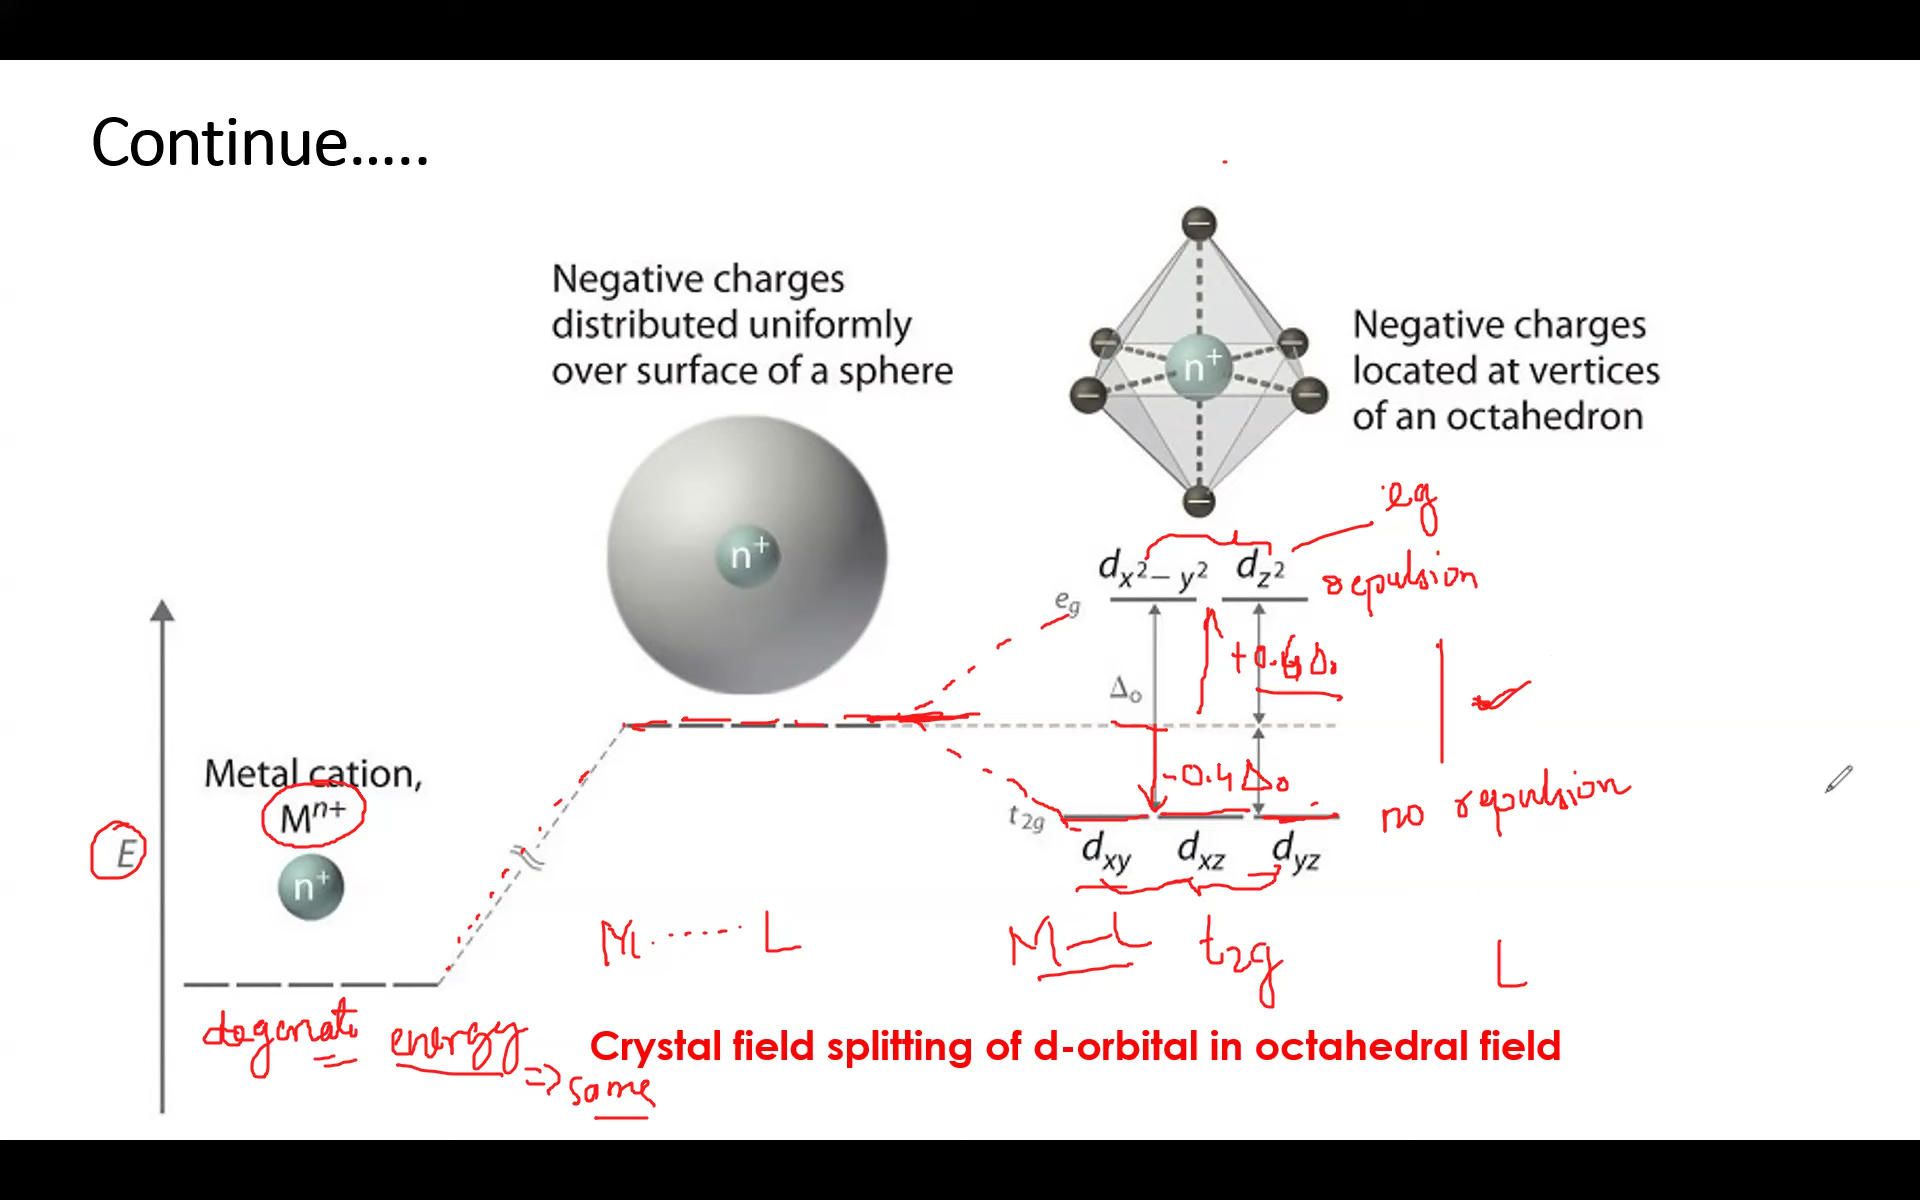 Continue.....
Negative charges
distributed uniformly
over surface of a sphere
n+
Negative charges
located at vertices
of an octahedron
n+
eg
dx²−y² dz²
repulsion
eg
+0.6Δo
Δo
Metal cation,
Mn+
E
n+
-0.4Δo
t2g
no repulsion
dxy dxz dyz
M......L
M—L
t2g
L
degenerate energy
=> same
Crystal field splitting of d-orbital in octahedral field